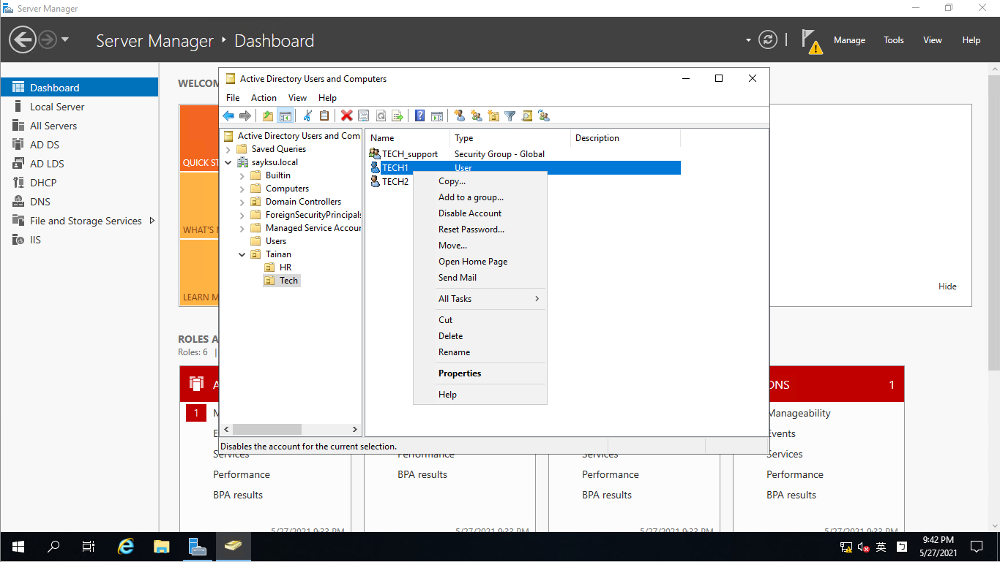 Server Manager
Server Manager ‣ Dashboard
Manage Tools View Help
Dashboard
Local Server
All Servers
AD DS
AD LDS
DHCP
DNS
File and Storage Services
IIS
WELCOM
QUICK ST
WHAT'S
LEARN M
Hide
ROLES A
Roles: 6 |
A
1
M
E
Services
Performance
BPA results
5/27/2021 9:33 PM
Performance
BPA results
5/27/2021 9:33 PM
Services
Performance
BPA results
5/27/2021 9:33 PM
DNS 1
Manageability
Events
Services
Performance
BPA results
5/27/2021 9:33 PM
Active Directory Users and Computers
File Action View Help
Active Directory Users and Com
Saved Queries
sayksu.local
Builtin
Computers
Domain Controllers
ForeignSecurityPrincipals
Managed Service Accour
Users
Tainan
HR
Tech
Name Type Description
TECH_support Security Group - Global
TECH1 User
TECH2
Copy...
Add to a group...
Disable Account
Reset Password...
Move...
Open Home Page
Send Mail
All Tasks
Cut
Delete
Rename
Properties
Help
Disables the account for the current selection.
英
9:42 PM
5/27/2021